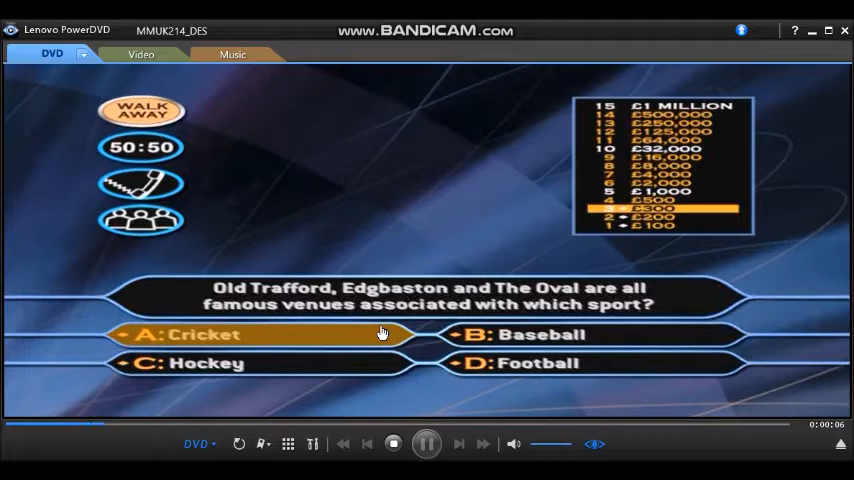 Lenovo PowerDVD
MMUK214_DES
www.BANDICAM.com
?
DVD
Video
Music
WALK
AWAY
50:50
15 £1 MILLION
14 £500,000
13 £250,000
12 £125,000
11 £64,000
10 £32,000
9 £16,000
8 £8,000
7 £4,000
6 £2,000
5 £1,000
4 £500
3 £300
2 £200
1 £100
Old Trafford, Edgbaston and The Oval are all
famous venues associated with which sport?
A: Cricket
B: Baseball
C: Hockey
D: Football
0:00:06
DVD